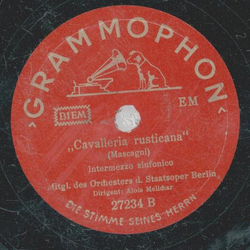 ›GRAMMOPHON‹
BIEM
EM
„Cavalleria rusticana"
(Mascagni)
Intermezzo sinfonico
Mitgl. des Orchesters d. Staatsoper Berlin
Dirigent: Alois Melichar
27234 B
DIE STIMME SEINES HERRN